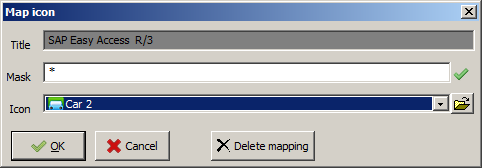 Map icon
Title SAP Easy Access R/3
Mask *
Icon Car 2
OK Cancel Delete mapping